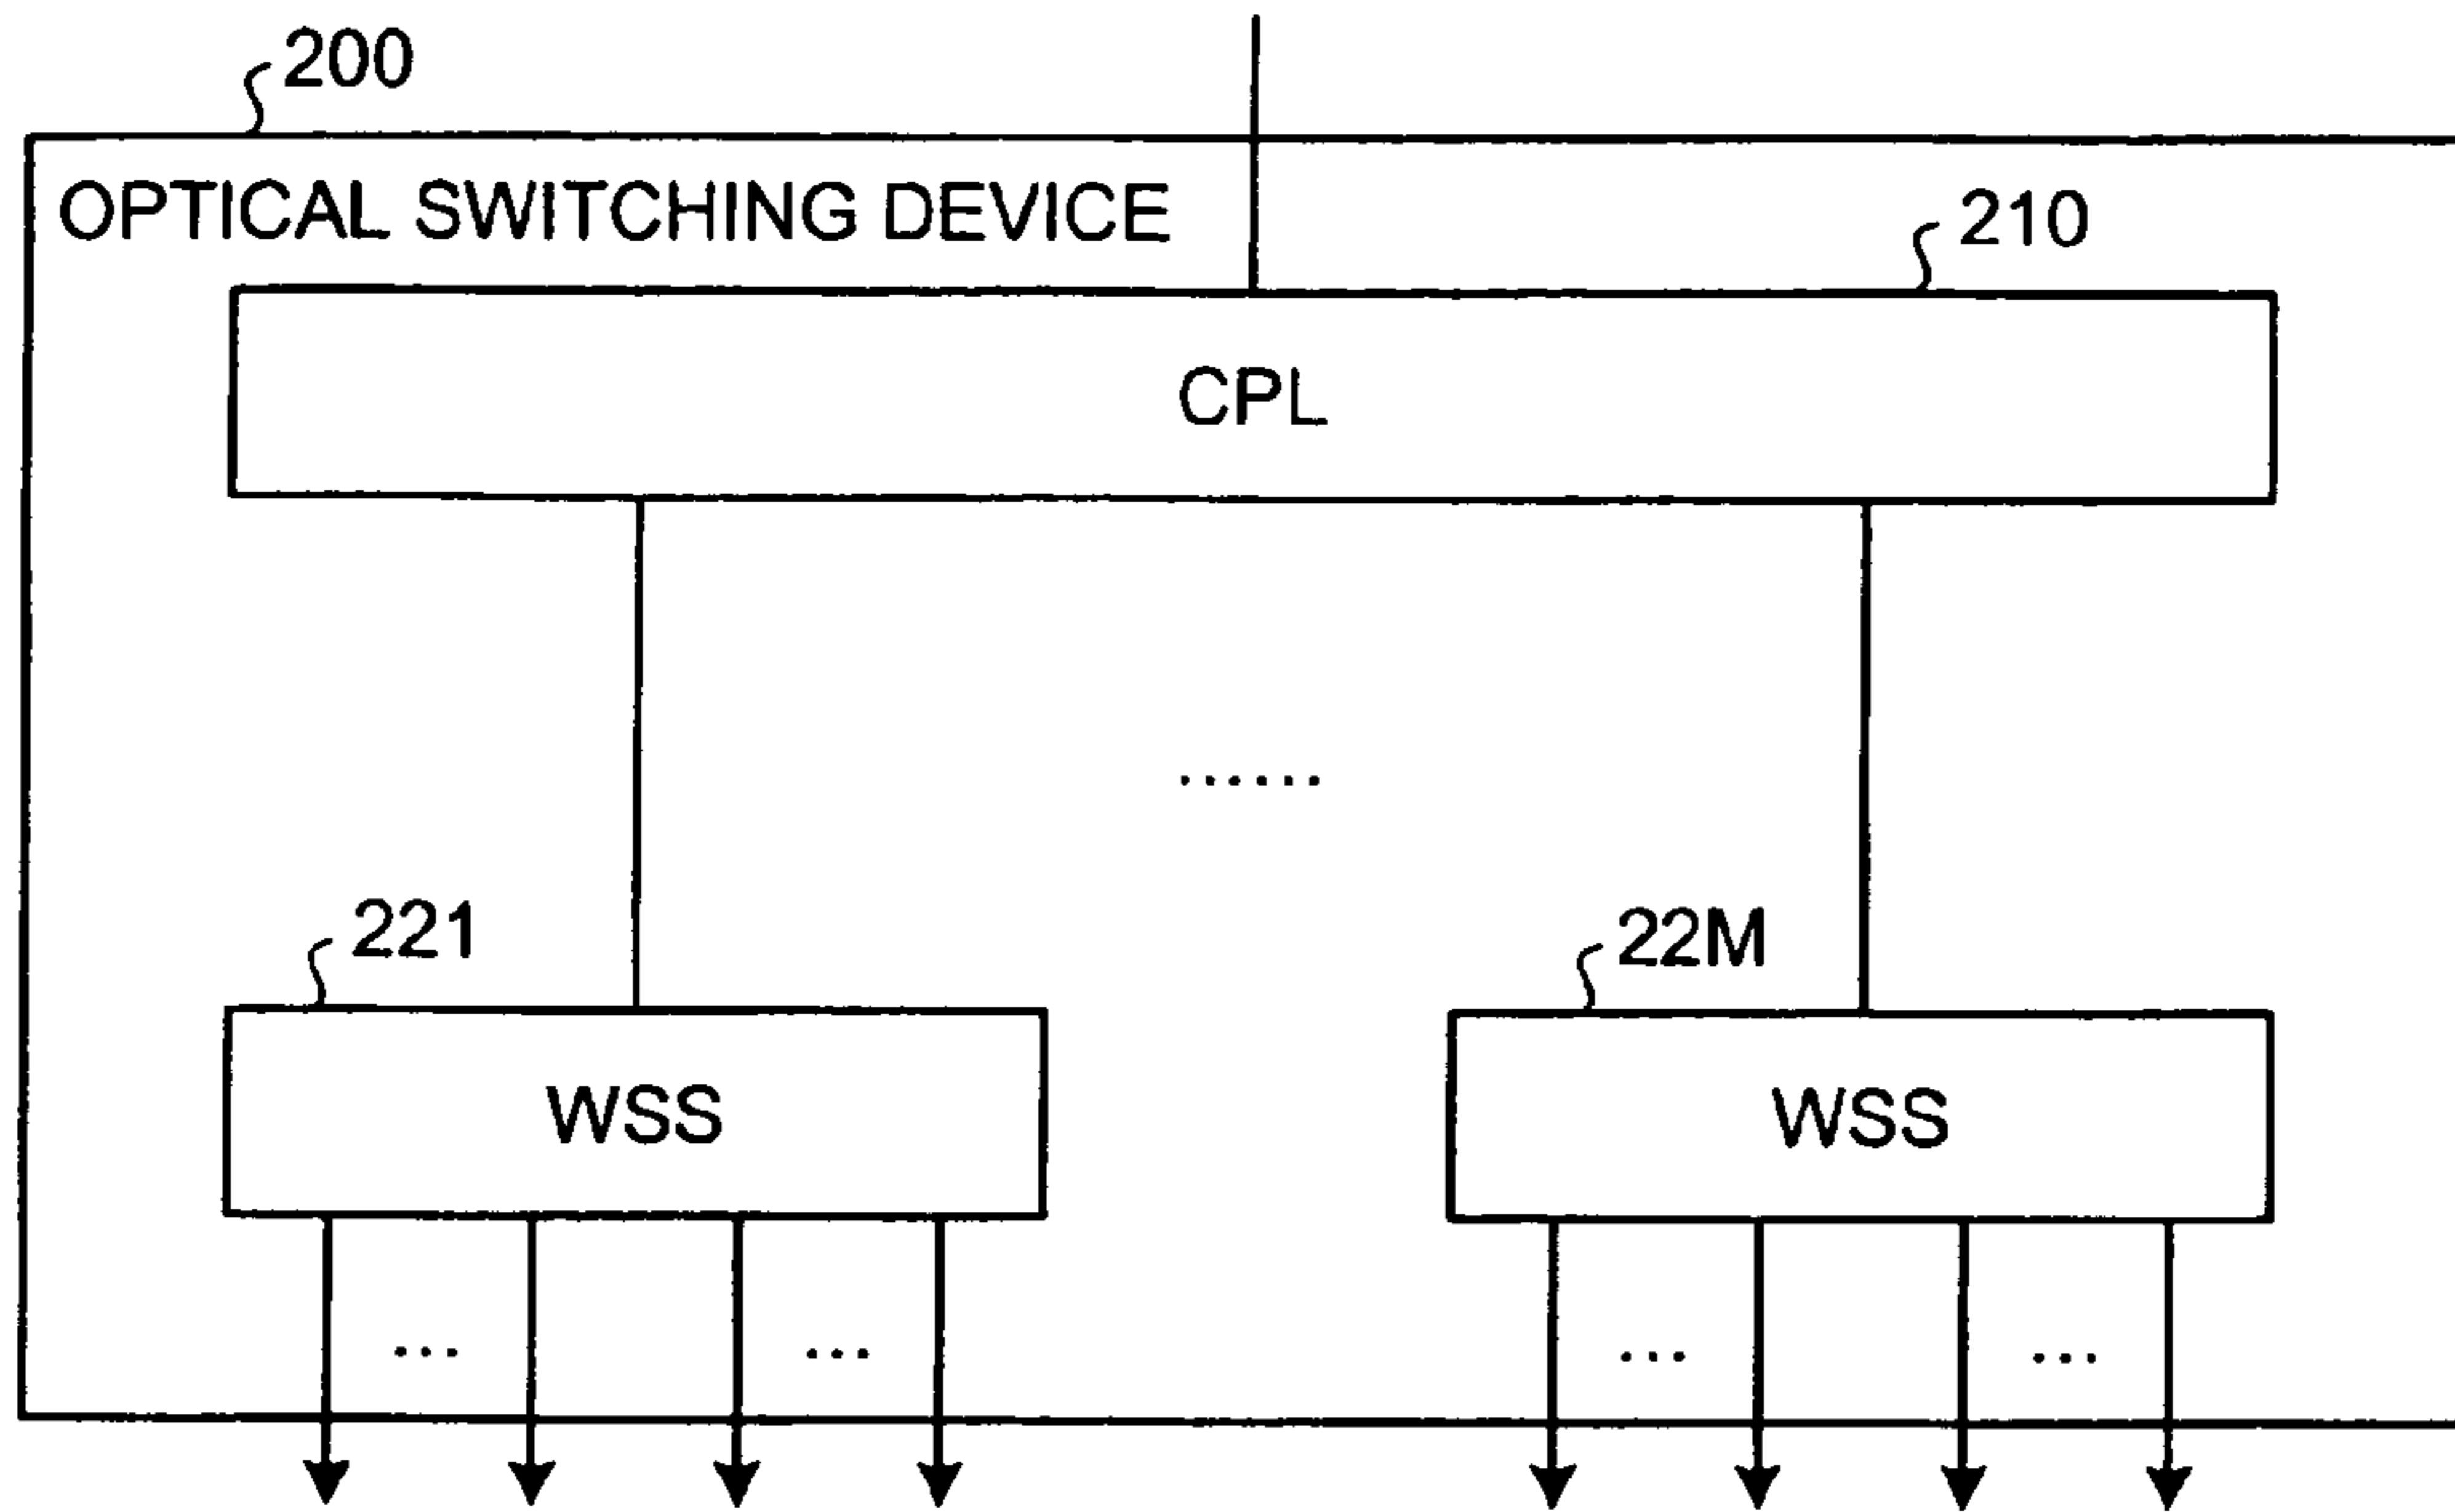 200
OPTICAL SWITCHING DEVICE
210
CPL
......
221
22M
WSS
WSS
... ... ... ...